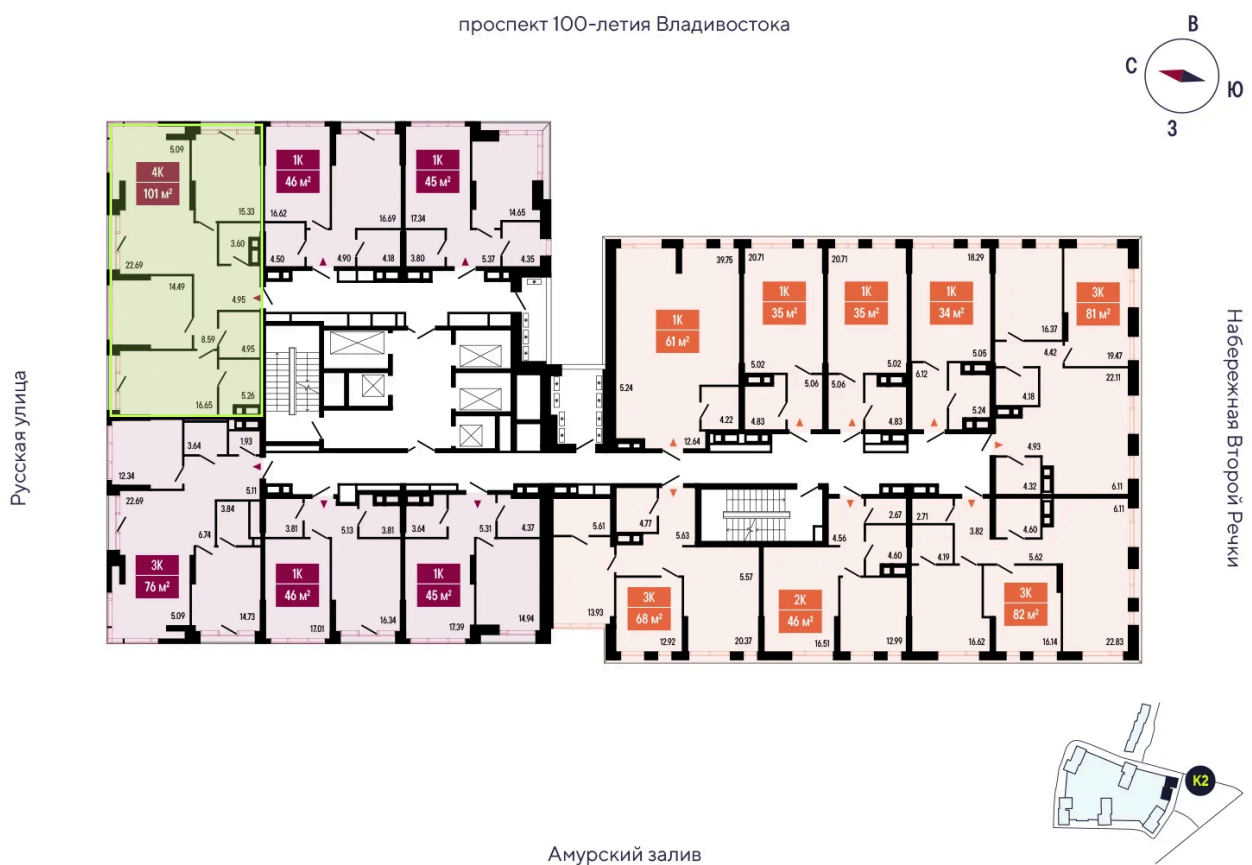 проспект 100-летия Владивостока
В
С
Ю
З
Русская улица
Набережная Второй Речки
4К
101 м²
5.09
15.33
3.60
22.69
14.49
4.95
8.59
4.95
16.65
5.26
1К
46 м²
16.62
16.69
4.50
4.90
4.18
1К
45 м²
17.34
14.65
3.80
5.37
4.35
39.75
1К
61 м²
5.24
4.22
12.64
20.71
1К
35 м²
5.02
5.06
4.83
20.71
1К
35 м²
5.02
5.06
4.83
18.29
1К
34 м²
5.05
6.12
5.24
3К
81 м²
16.37
4.42
19.47
22.11
4.18
4.93
4.32
6.11
3.64
1.93
12.34
22.69
5.11
3.84
6.74
3К
76 м²
5.09
14.73
3.81
5.13
3.81
1К
46 м²
17.01
16.34
3.64
5.31
4.37
1К
45 м²
17.39
14.94
5.61
4.77
5.63
5.57
3К
68 м²
13.93
12.92
20.37
2.67
4.56
4.60
2К
46 м²
16.51
12.99
2.71
3.82
4.60
6.11
4.19
5.62
3К
82 м²
16.62
16.14
22.83
К2
Амурский залив